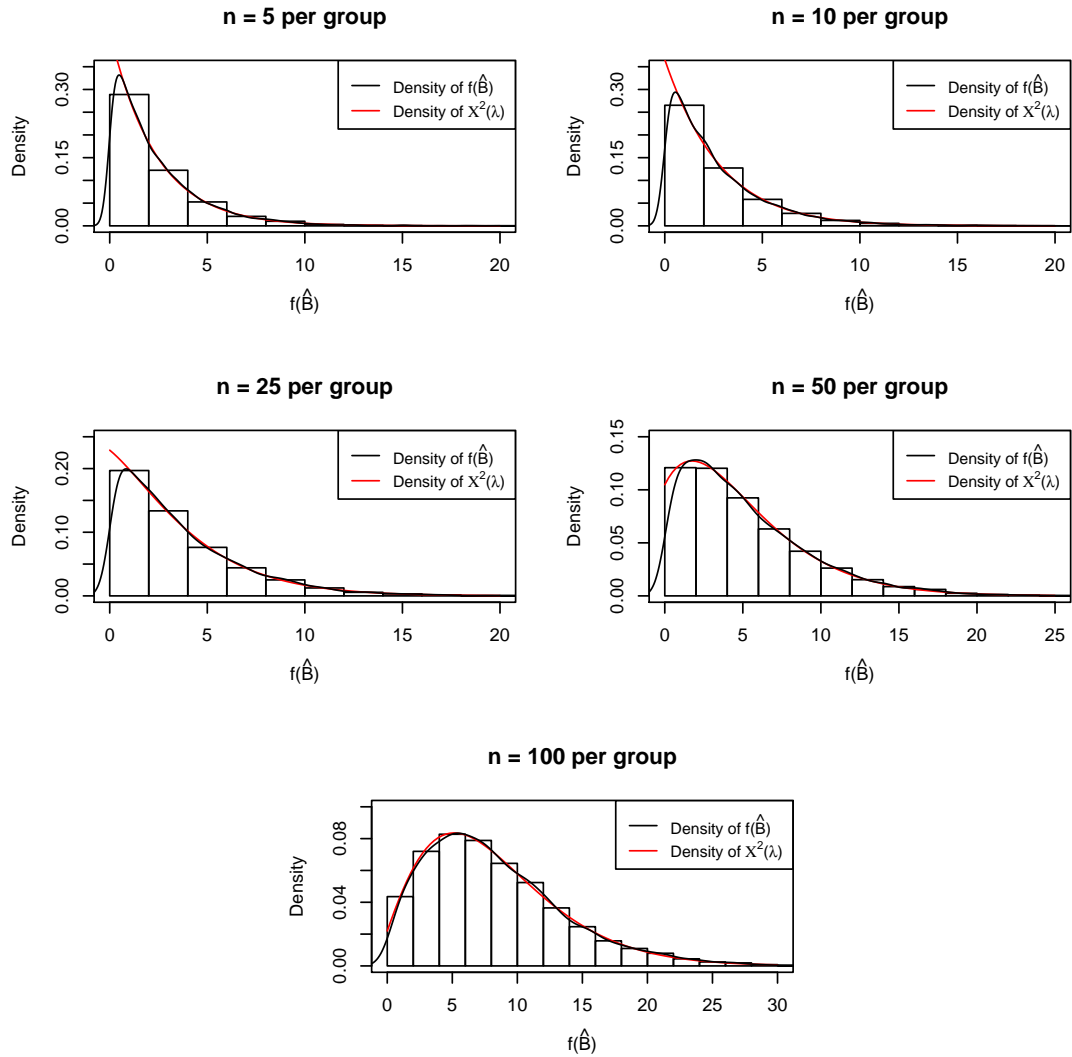 n = 5 per group
Density of f(B̂)
Density of Χ²(λ)
Density
0.00 0.15 0.30
0 5 10 15 20
f(B̂)
n = 10 per group
Density of f(B̂)
Density of Χ²(λ)
Density
0.00 0.15 0.30
0 5 10 15 20
f(B̂)
n = 25 per group
Density of f(B̂)
Density of Χ²(λ)
Density
0.00 0.10 0.20
0 5 10 15 20
f(B̂)
n = 50 per group
Density of f(B̂)
Density of Χ²(λ)
Density
0.00 0.05 0.10 0.15
0 5 10 15 20 25
f(B̂)
n = 100 per group
Density of f(B̂)
Density of Χ²(λ)
Density
0.00 0.04 0.08
0 5 10 15 20 25 30
f(B̂)